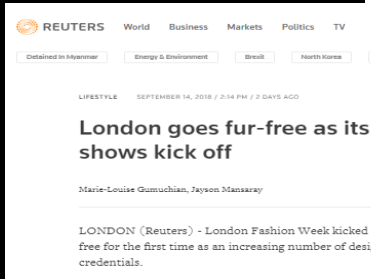 REUTERS World Business Markets Politics TV
Detained in Myanmar Energy & Environment Brexit North Korea
LIFESTYLE SEPTEMBER 14, 2018 / 2:14 PM / 2 DAYS AGO
London goes fur-free as its
shows kick off
Marie-Louise Gumuchian, Jayson Mansaray
LONDON (Reuters) - London Fashion Week kicked
free for the first time as an increasing number of desi
credentials.